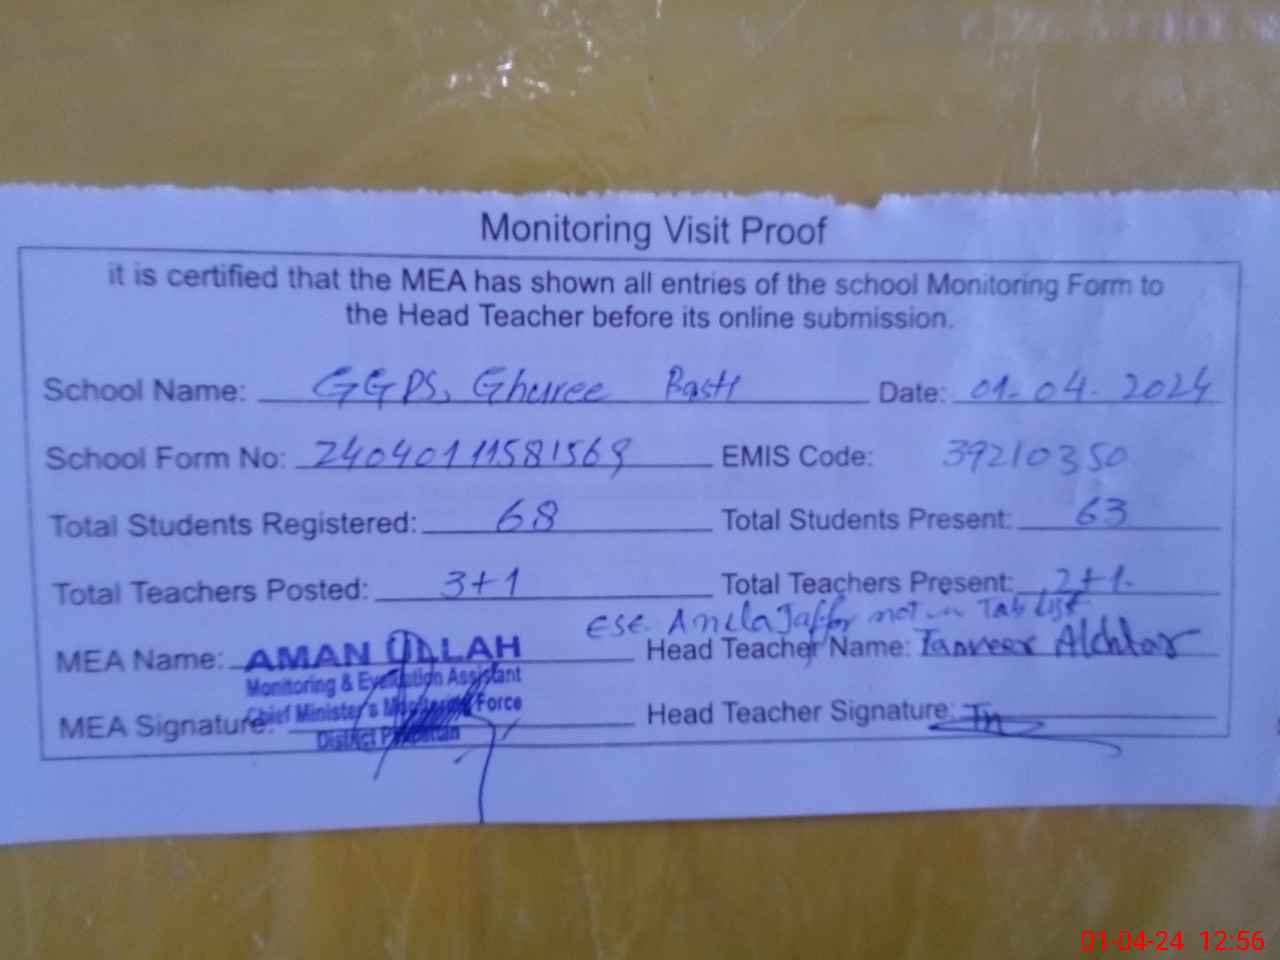 Monitoring Visit Proof
it is certified that the MEA has shown all entries of the school Monitoring Form to
the Head Teacher before its online submission.
School Name: GGPS, Ghuree Basti Date: 01-04-2024
School Form No: 24040111581569 EMIS Code: 39210350
Total Students Registered: 68 Total Students Present: 63
Total Teachers Posted: 3+1 Total Teachers Present: 2+1.
ese. Anila Jaffer not in Tab List
MEA Name: AMAN ULLAH Head Teacher Name: Tanveer Akhtar
Monitoring & Evaluation Assistant
Chief Minister's Monitoring Force
MEA Signature: Head Teacher Signature:
District
01-04-24 12:56